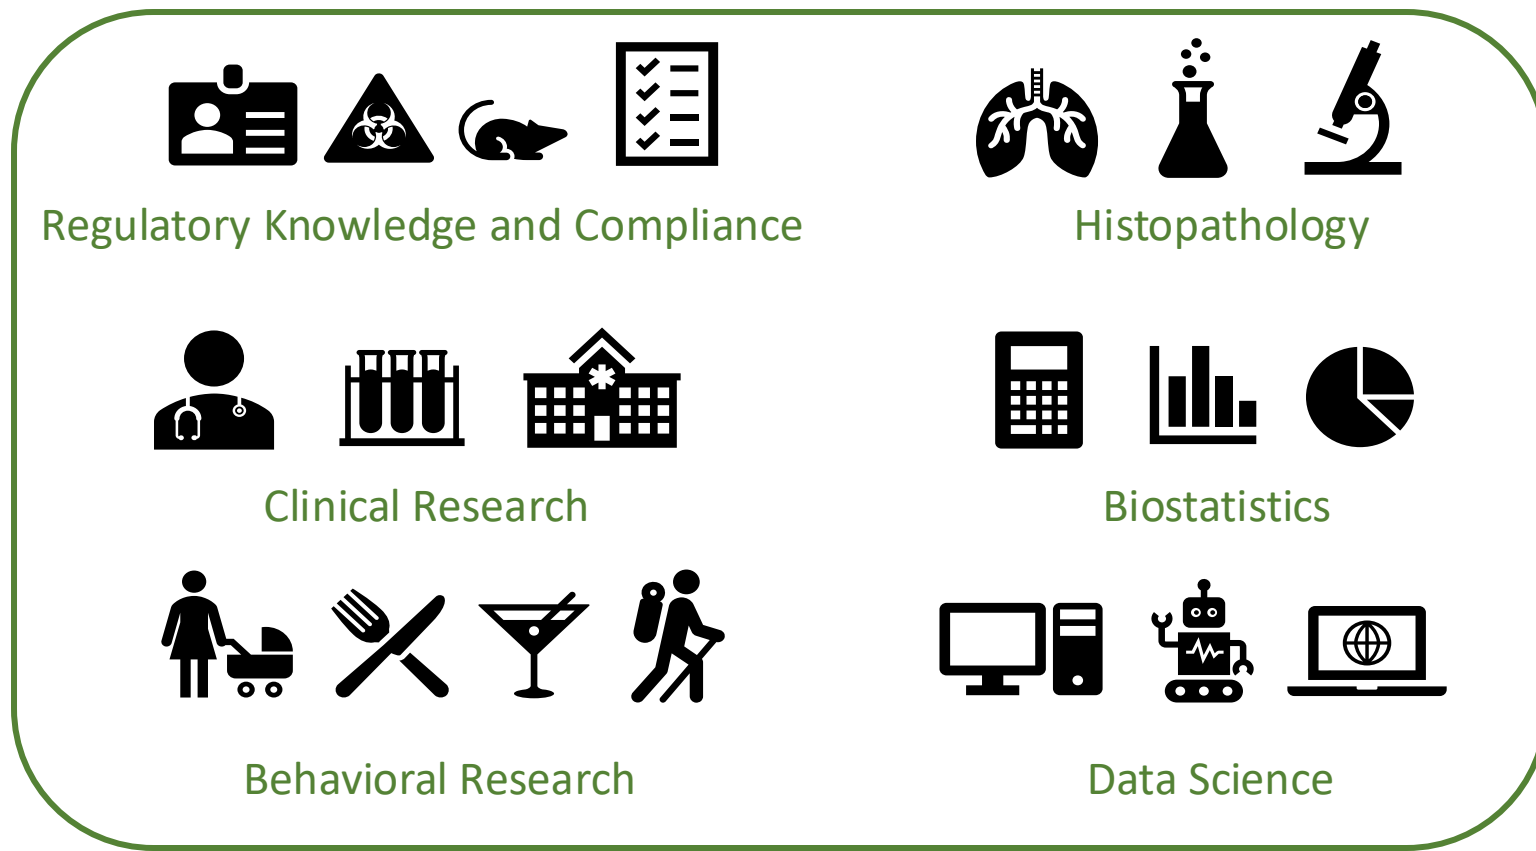 Regulatory Knowledge and Compliance
Histopathology
Clinical Research
Biostatistics
Behavioral Research
Data Science